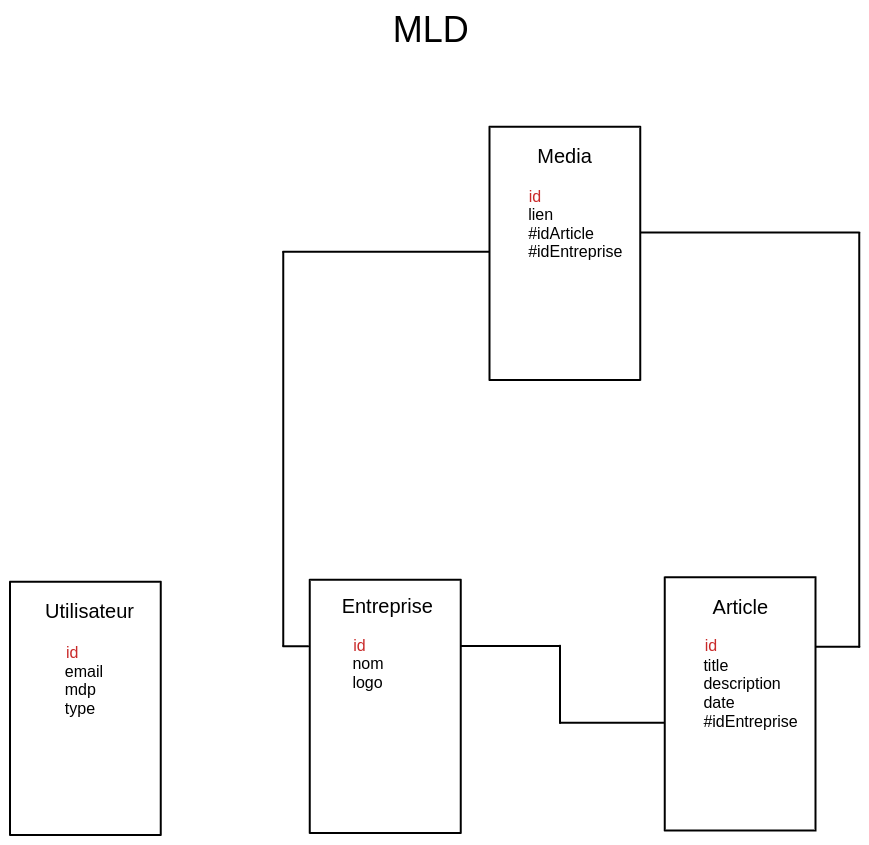 MLD
Media
id
lien
#idArticle
#idEntreprise
Utilisateur
id
email
mdp
type
Entreprise
id
nom
logo
Article
id
title
description
date
#idEntreprise